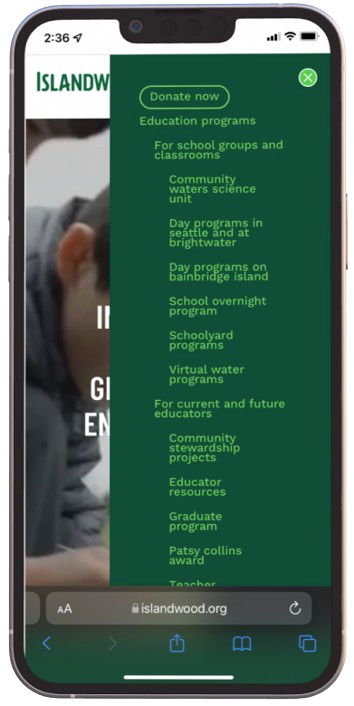 2:36
ISLANDW
Donate now
Education programs
For school groups and
classrooms
Community
waters science
unit
Day programs in
seattle and at
brightwater
Day programs on
bainbridge island
School overnight
program
Schoolyard
programs
Virtual water
programs
IN
GI
EN
For current and future
educators
Community
stewardship
projects
Educator
resources
Graduate
program
Patsy collins
award
Teacher
AA
islandwood.org